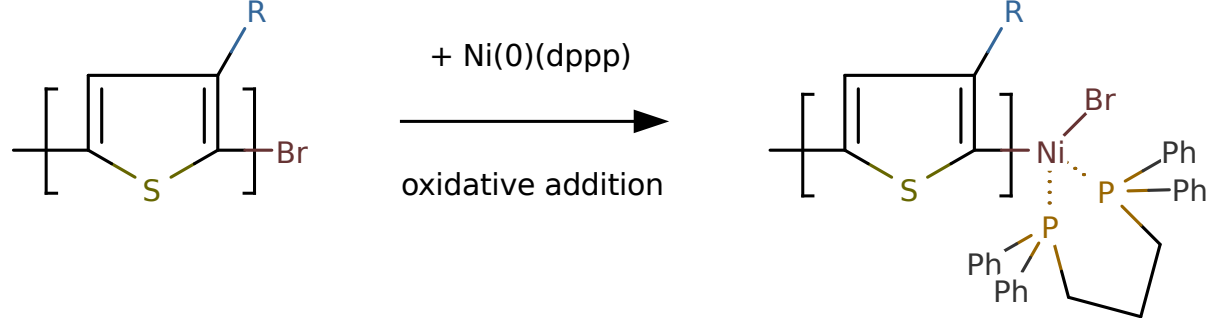 R
+ Ni(0)(dppp)
R
Br
Br
Ni
Ph
Ph
P
S
oxidative addition
S
P
Ph
Ph